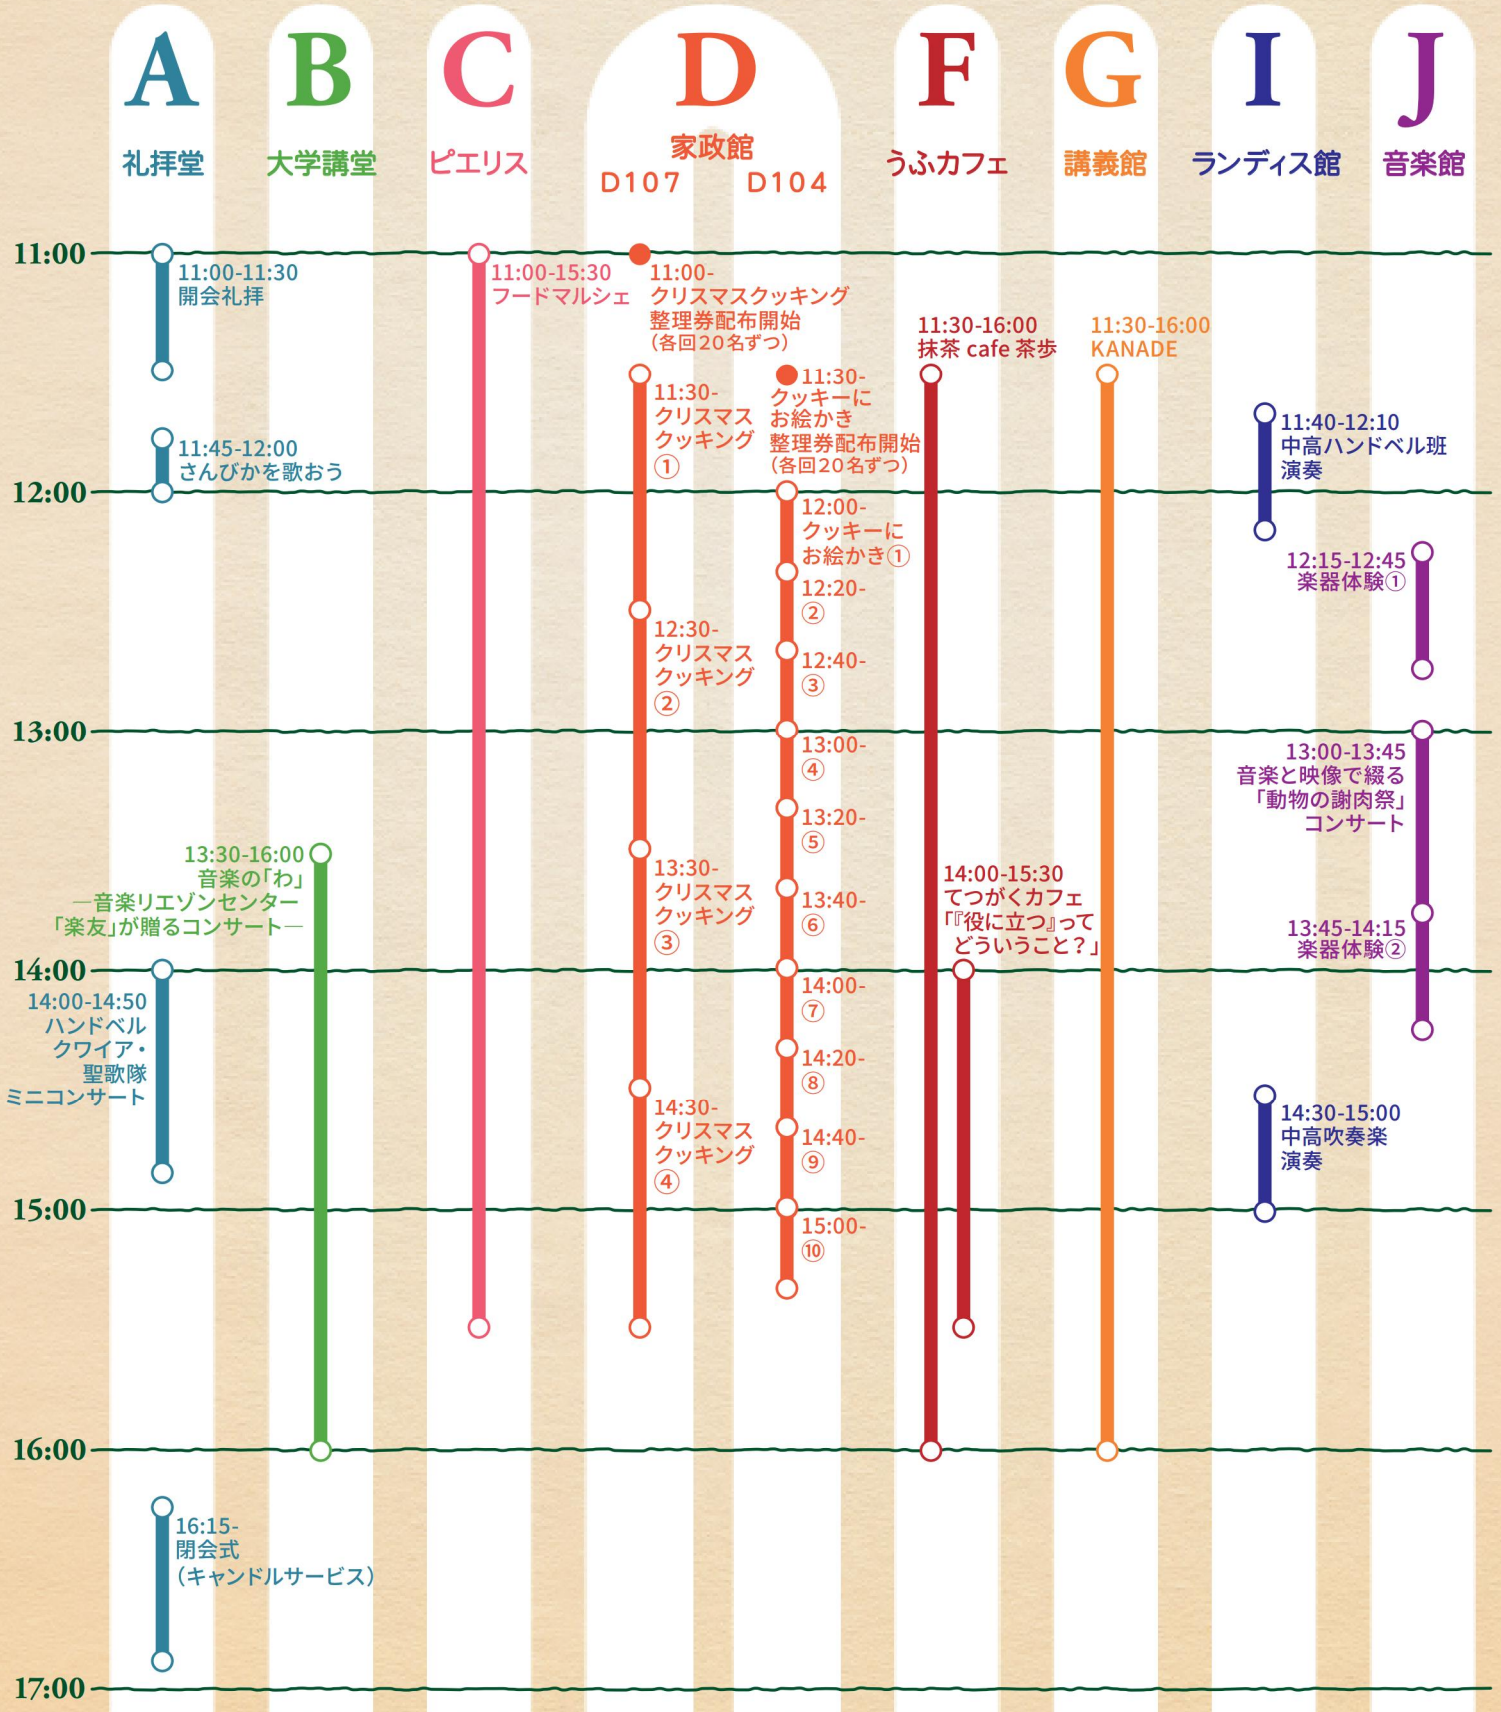 A
B
C
D
F
G
I
J
礼拝堂
大学講堂
ピエリス
家政館
D107
D104
うふカフェ
講義館
ランディス館
音楽館
11:00
12:00
13:00
14:00
15:00
16:00
17:00
11:00-11:30
開会礼拝
11:45-12:00
さんびかを歌おう
14:00-14:50
ハンドベル
クワイア・
聖歌隊
ミニコンサート
16:15-
閉会式
（キャンドルサービス）
13:30-16:00
音楽の「わ」
―音楽リエゾンセンター
「楽友」が贈るコンサート―
11:00-15:30
フードマルシェ
11:00-
クリスマスクッキング
整理券配布開始
（各回20名ずつ）
11:30-
クリスマス
クッキング
①
12:30-
クリスマス
クッキング
②
13:30-
クリスマス
クッキング
③
14:30-
クリスマス
クッキング
④
11:30-
クッキーに
お絵かき
整理券配布開始
（各回20名ずつ）
12:00-
クッキーに
お絵かき①
12:20-
②
12:40-
③
13:00-
④
13:20-
⑤
13:40-
⑥
14:00-
⑦
14:20-
⑧
14:40-
⑨
15:00-
⑩
11:30-16:00
抹茶 cafe 茶歩
14:00-15:30
てつがくカフェ
「『役に立つ』って
どういうこと？」
11:30-16:00
KANADE
11:40-12:10
中高ハンドベル班
演奏
14:30-15:00
中高吹奏楽
演奏
12:15-12:45
楽器体験①
13:00-13:45
音楽と映像で綴る
「動物の謝肉祭」
コンサート
13:45-14:15
楽器体験②